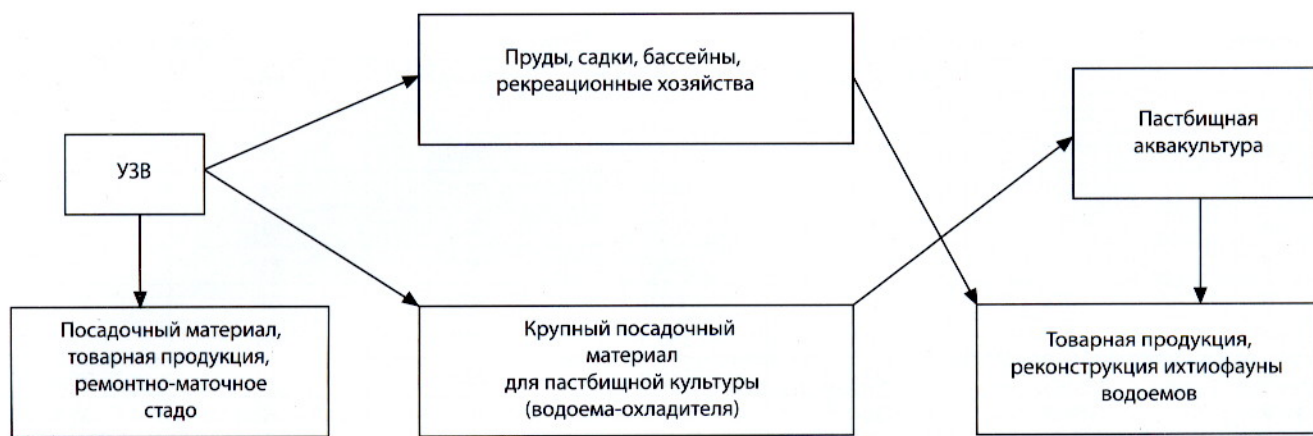 Пруды, садки, бассейны,
рекреационные хозяйства
Пастбищная
аквакультура
УЗВ
Посадочный материал,
товарная продукция,
ремонтно-маточное
стадо
Крупный посадочный
материал
для пастбищной культуры
(водоема-охладителя)
Товарная продукция,
реконструкция ихтиофауны
водоемов